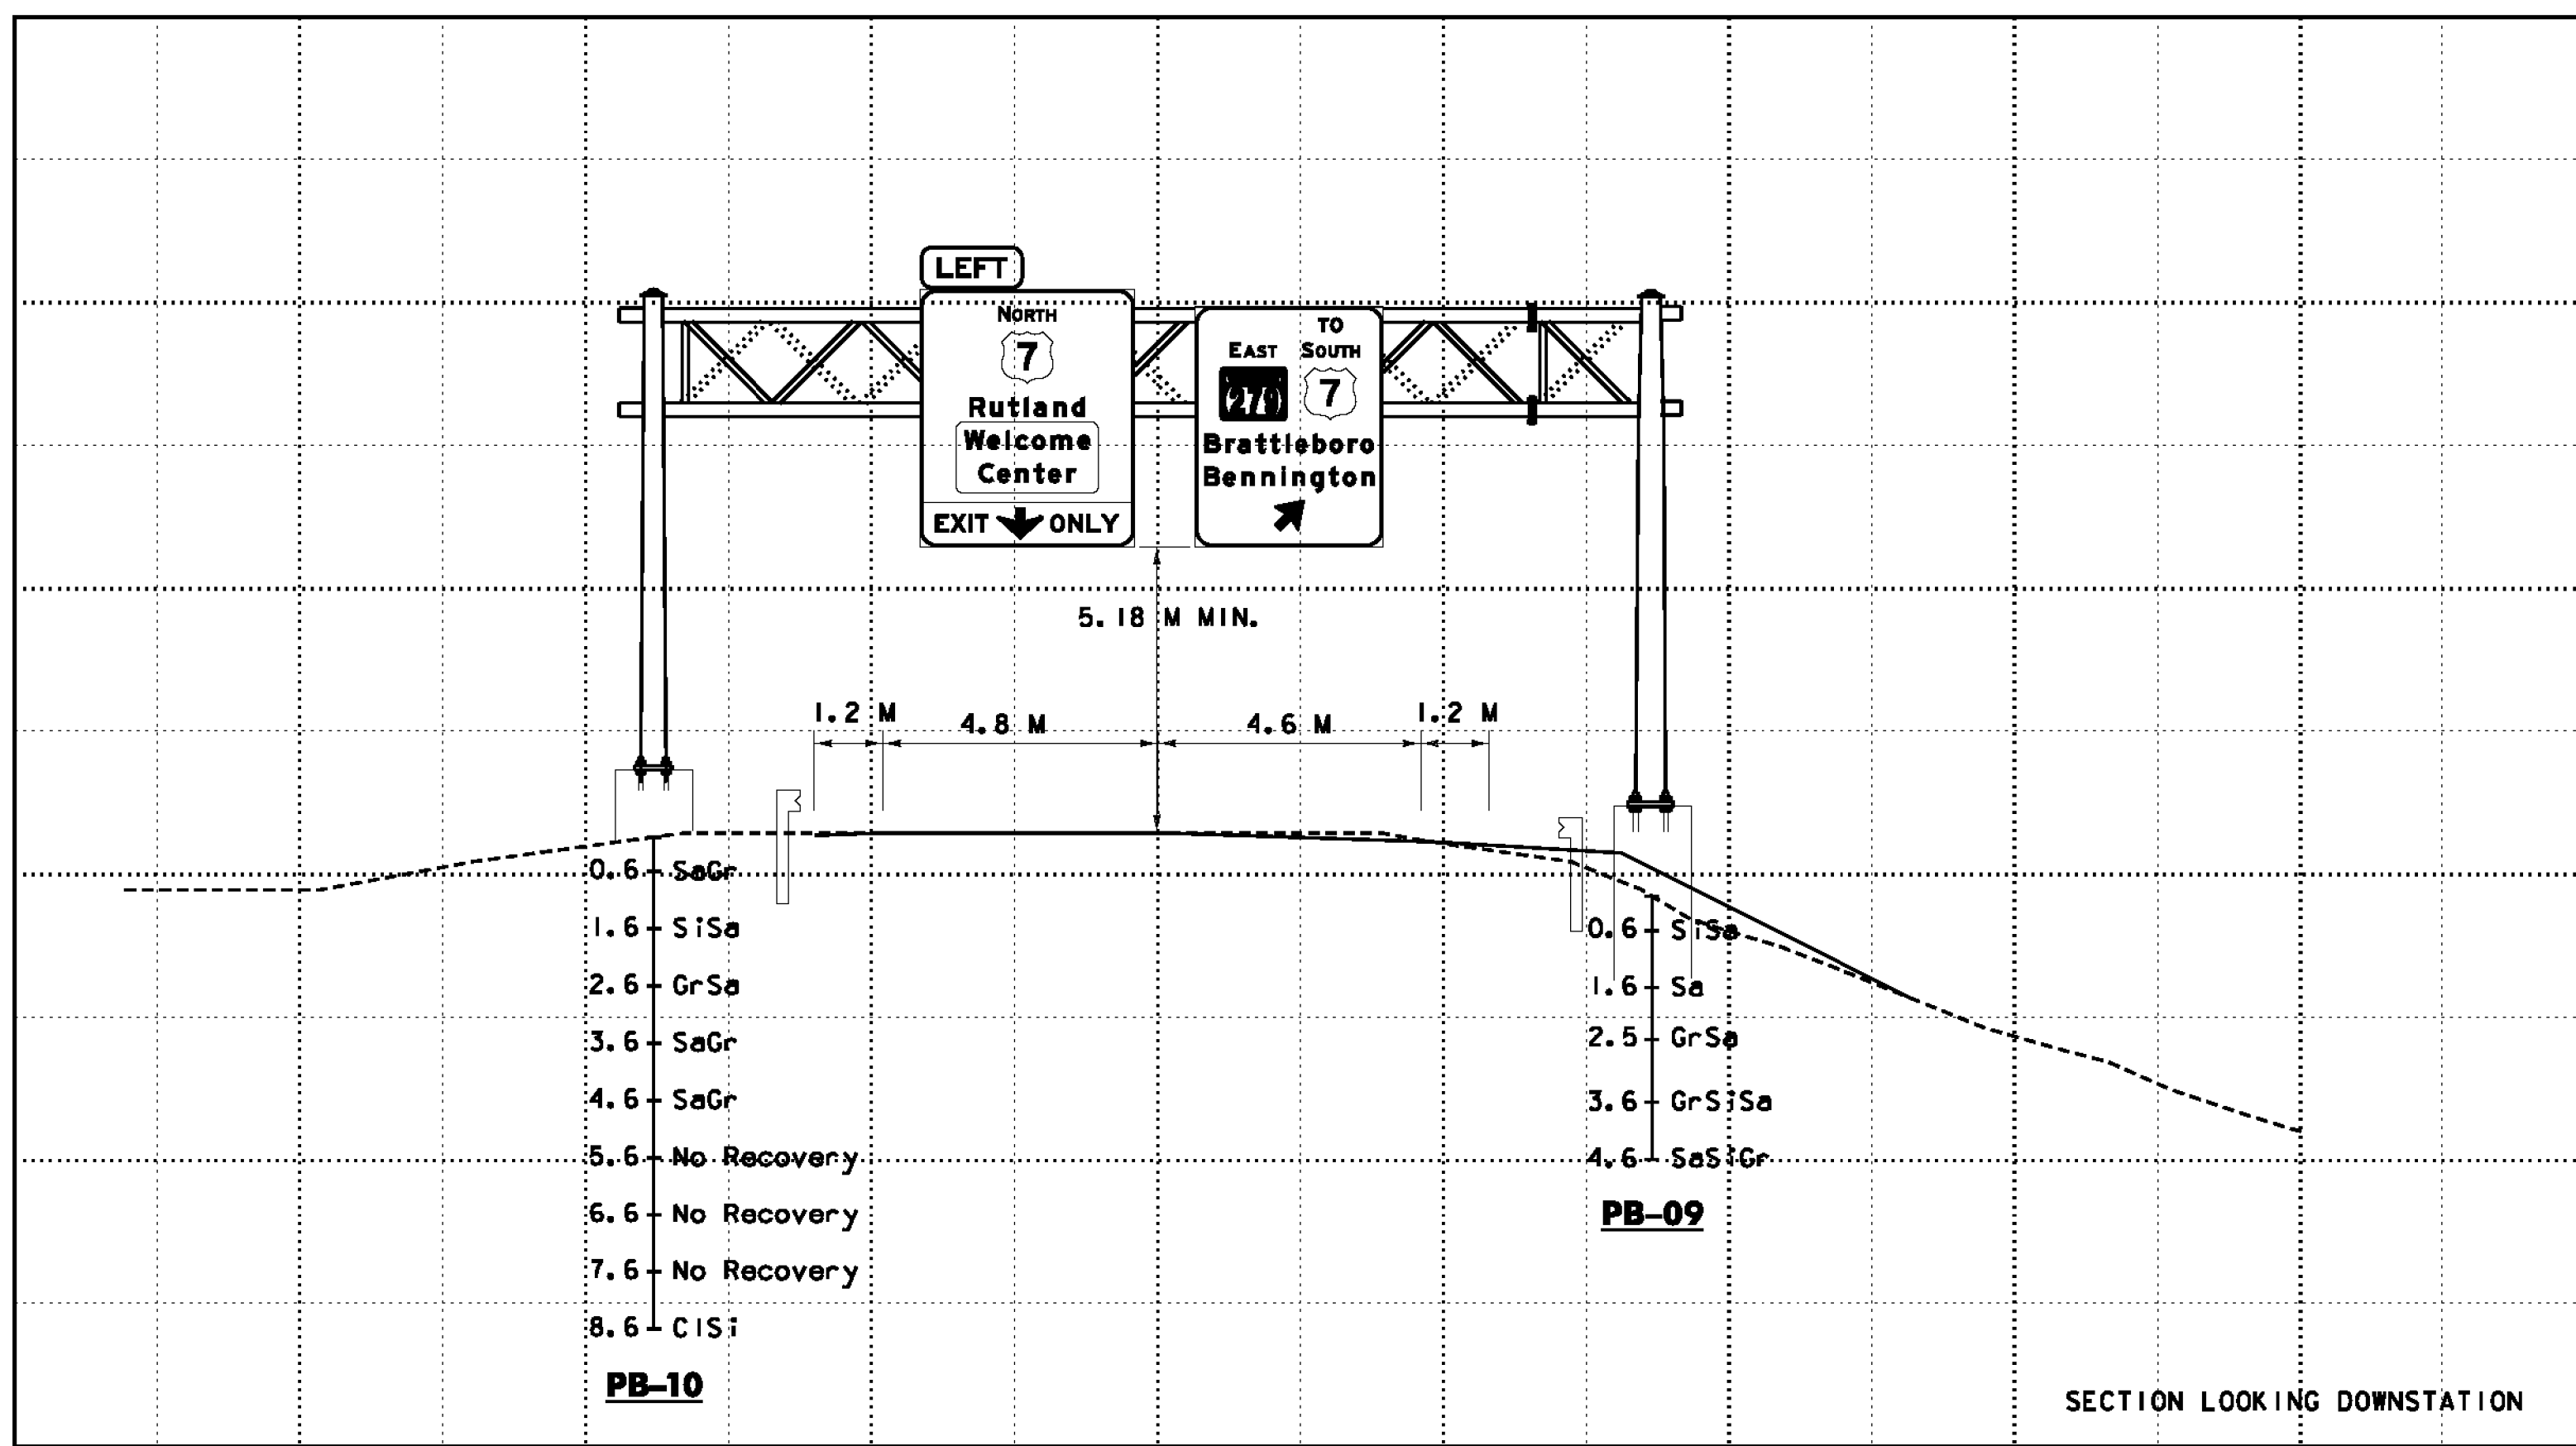 LEFT
NORTH
7
Rutland
Welcome
Center
EXIT ONLY
TO
EAST SOUTH
279 7
Brattleboro
Bennington
5.18 M MIN.
1.2 M
4.8 M
4.6 M
1.2 M
0.6 SaGr
1.6 SiSa
2.6 GrSa
3.6 SaGr
4.6 SaGr
5.6 No Recovery
6.6 No Recovery
7.6 No Recovery
8.6 ClSi
PB-10
0.6 SiSa
1.6 Sa
2.5 GrSa
3.6 GrSiSa
4.6 SaSiGr
PB-09
SECTION LOOKING DOWNSTATION